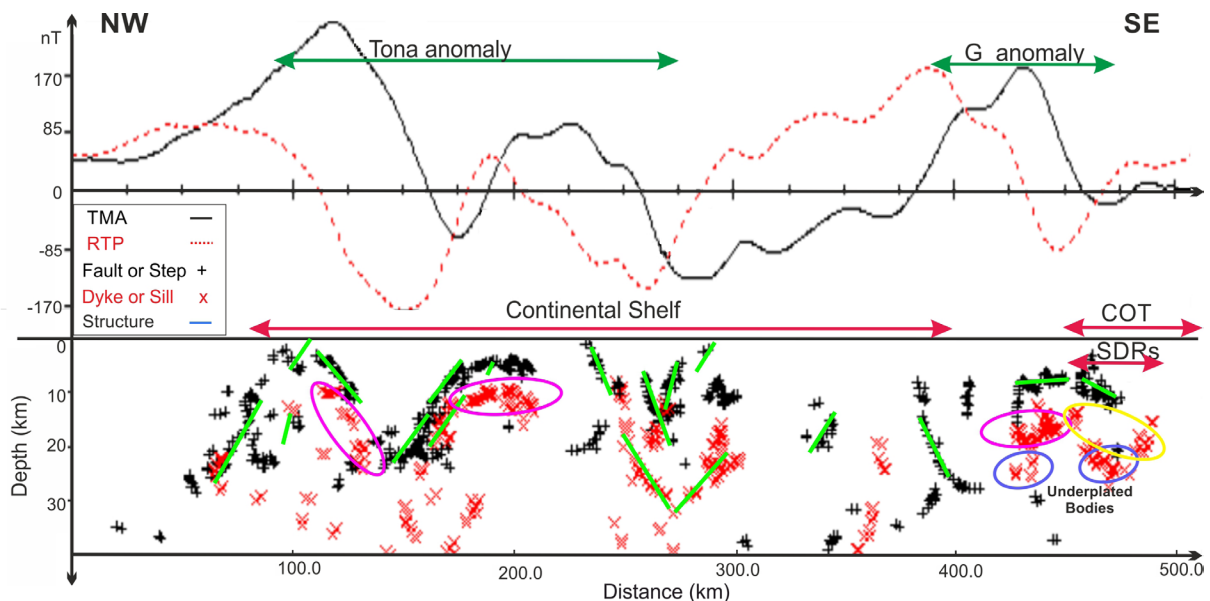 NW
SE
nT
Tona anomaly
G anomaly
170
85
0
-85
-170
TMA
RTP
Fault or Step +
Dyke or Sill x
Structure
Continental Shelf
COT
SDRs
0
10
20
30
Depth (km)
Underplated
Bodies
100.0
200.0
300.0
400.0
500.0
Distance (km)